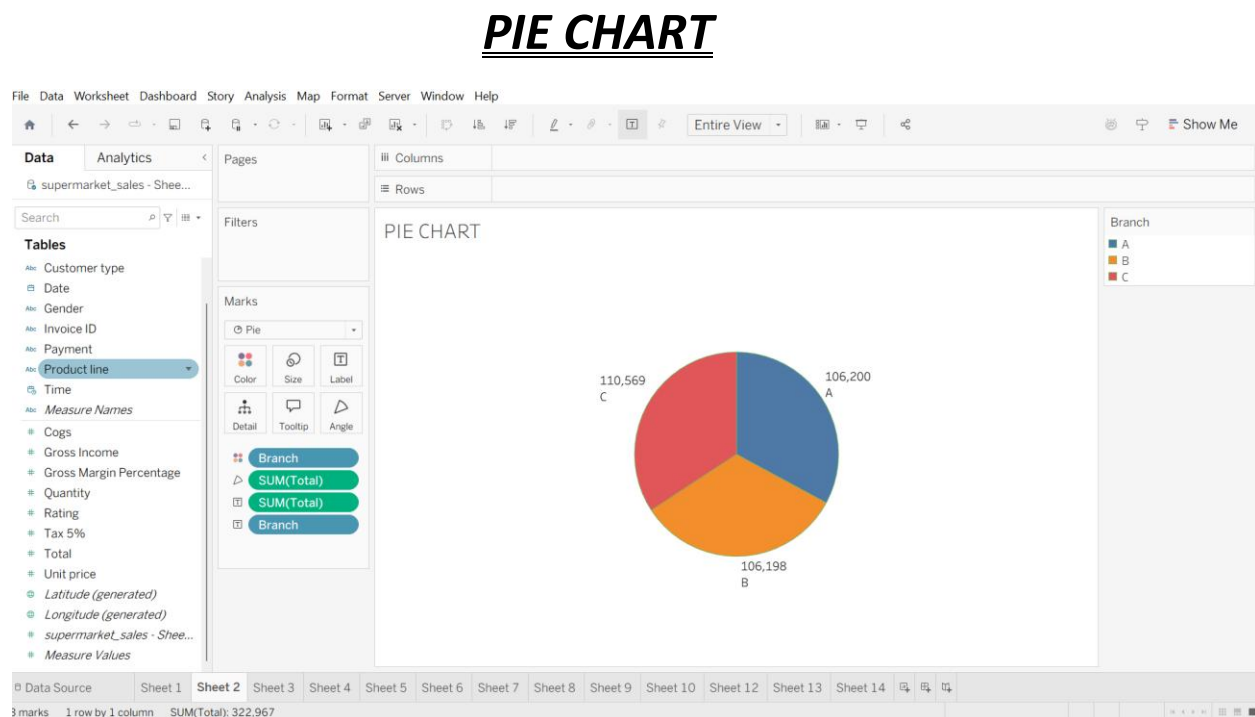 PIE CHART
File Data Worksheet Dashboard Story Analysis Map Format Server Window Help
Entire View
Show Me
Data Analytics
supermarket_sales - Shee...
Search
Tables
Abc Customer type
Date
Abc Gender
Abc Invoice ID
Abc Payment
Abc Product line
Time
Abc Measure Names
# Cogs
# Gross Income
# Gross Margin Percentage
# Quantity
# Rating
# Tax 5%
# Total
# Unit price
Latitude (generated)
Longitude (generated)
# supermarket_sales - Shee...
# Measure Values
Pages
Filters
Marks
Pie
Color Size Label
Detail Tooltip Angle
Branch
SUM(Total)
SUM(Total)
Branch
Columns
Rows
PIE CHART
110,569
C
106,200
A
106,198
B
Branch
A
B
C
Data Source Sheet 1 Sheet 2 Sheet 3 Sheet 4 Sheet 5 Sheet 6 Sheet 7 Sheet 8 Sheet 9 Sheet 10 Sheet 12 Sheet 13 Sheet 14
3 marks 1 row by 1 column SUM(Total): 322,967